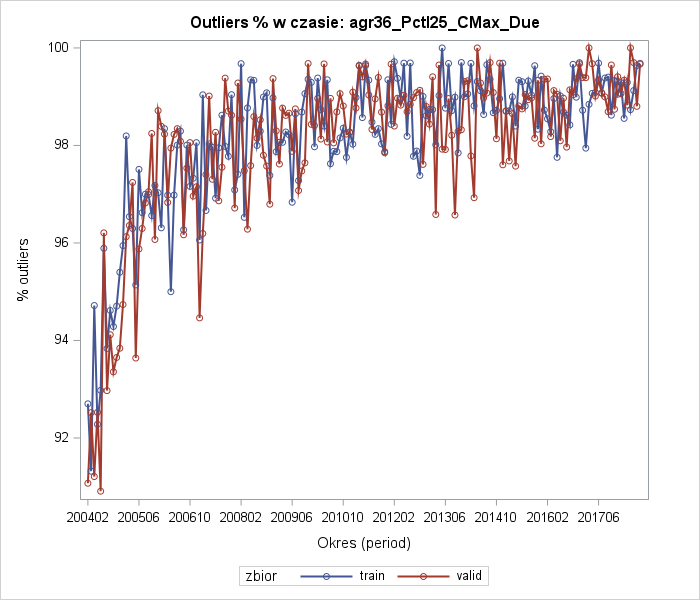 Outliers % w czasie: agr36_Pctl25_CMax_Due
100
98
96
94
92
% outliers
200402 200506 200610 200802 200906 201010 201202 201306 201410 201602 201706
Okres (period)
zbior train valid